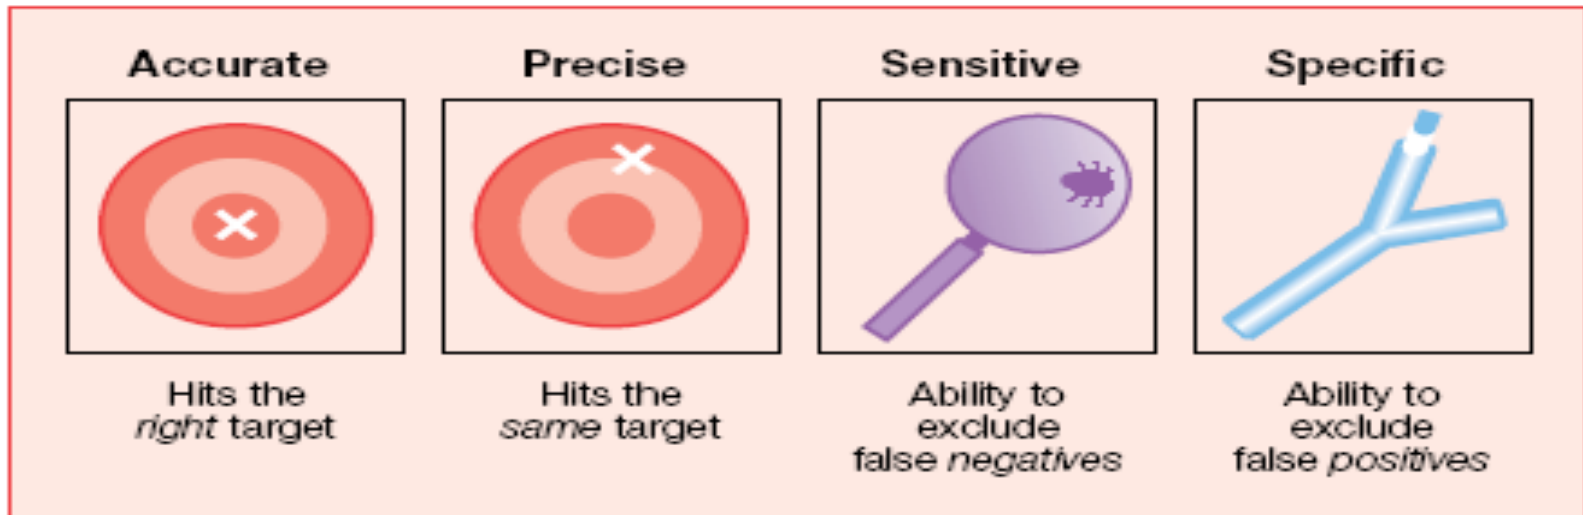 Accurate
Precise
Sensitive
Specific
Hits the
right target
Hits the
same target
Ability to
exclude
false negatives
Ability to
exclude
false positives